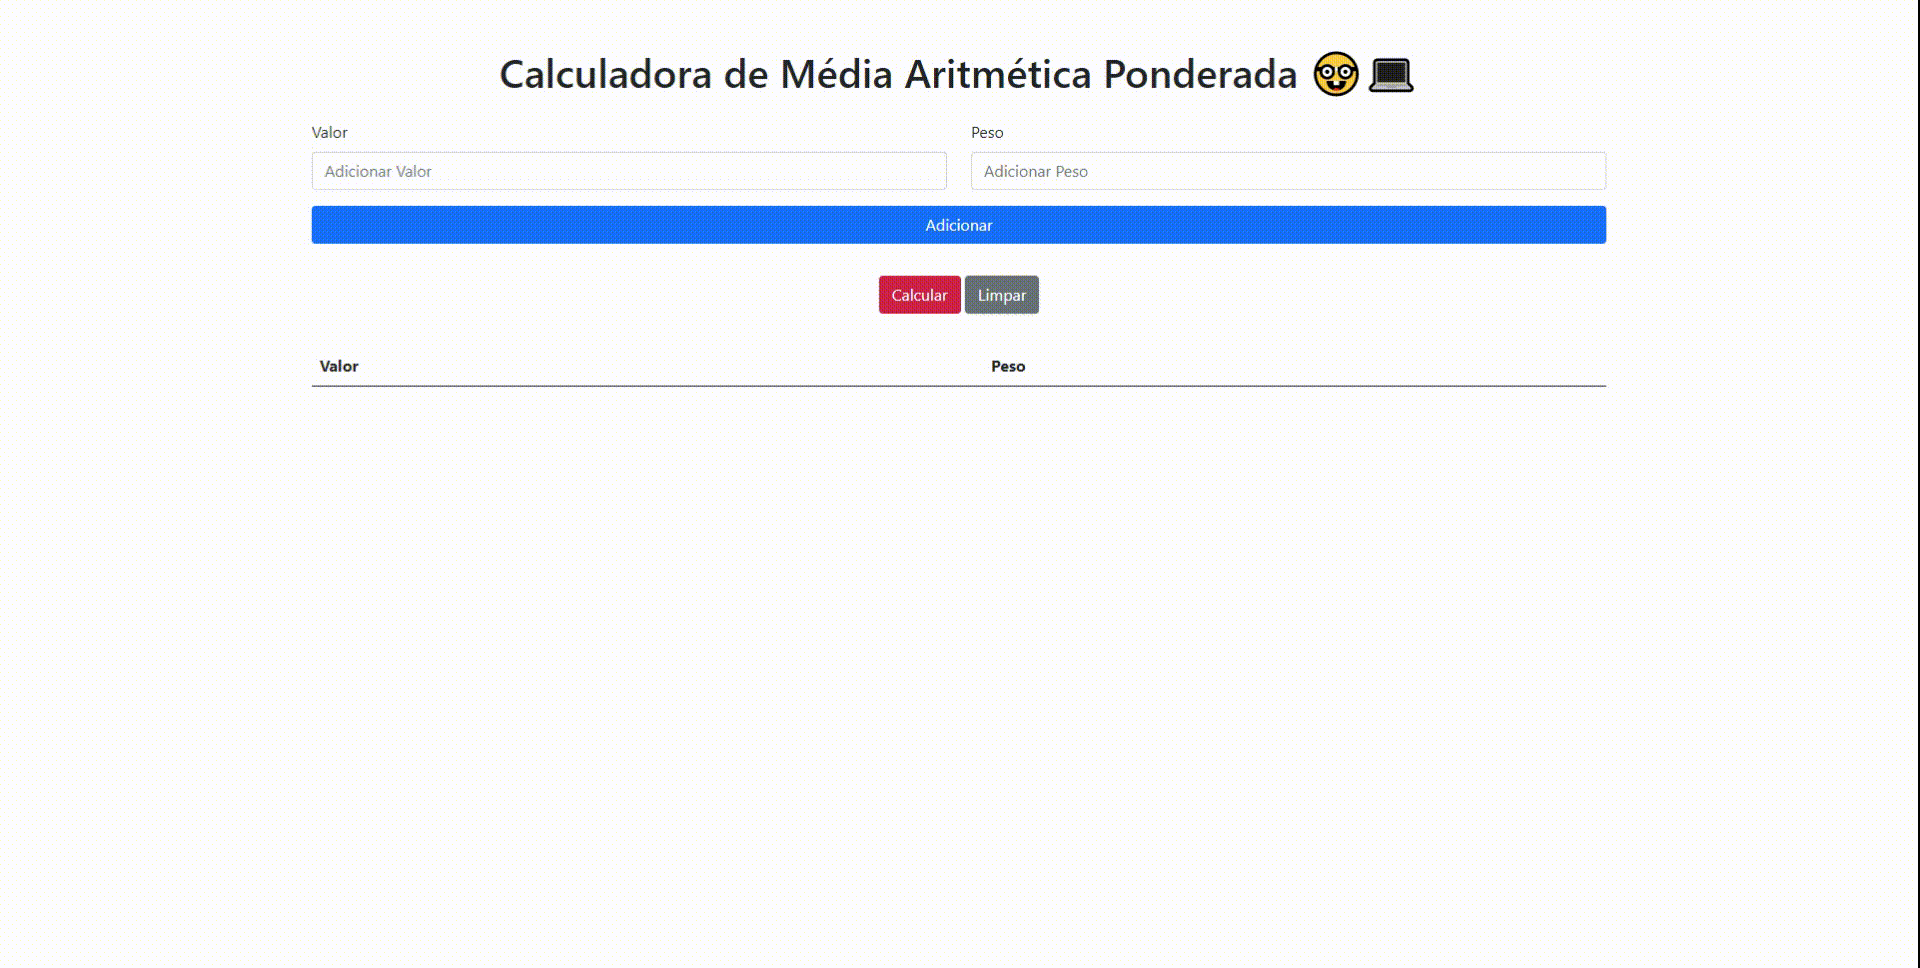 Calculadora de Média Aritmética Ponderada 🤓 💻
Valor Peso
Adicionar Valor Adicionar Peso
Adicionar
Calcular Limpar
Valor Peso